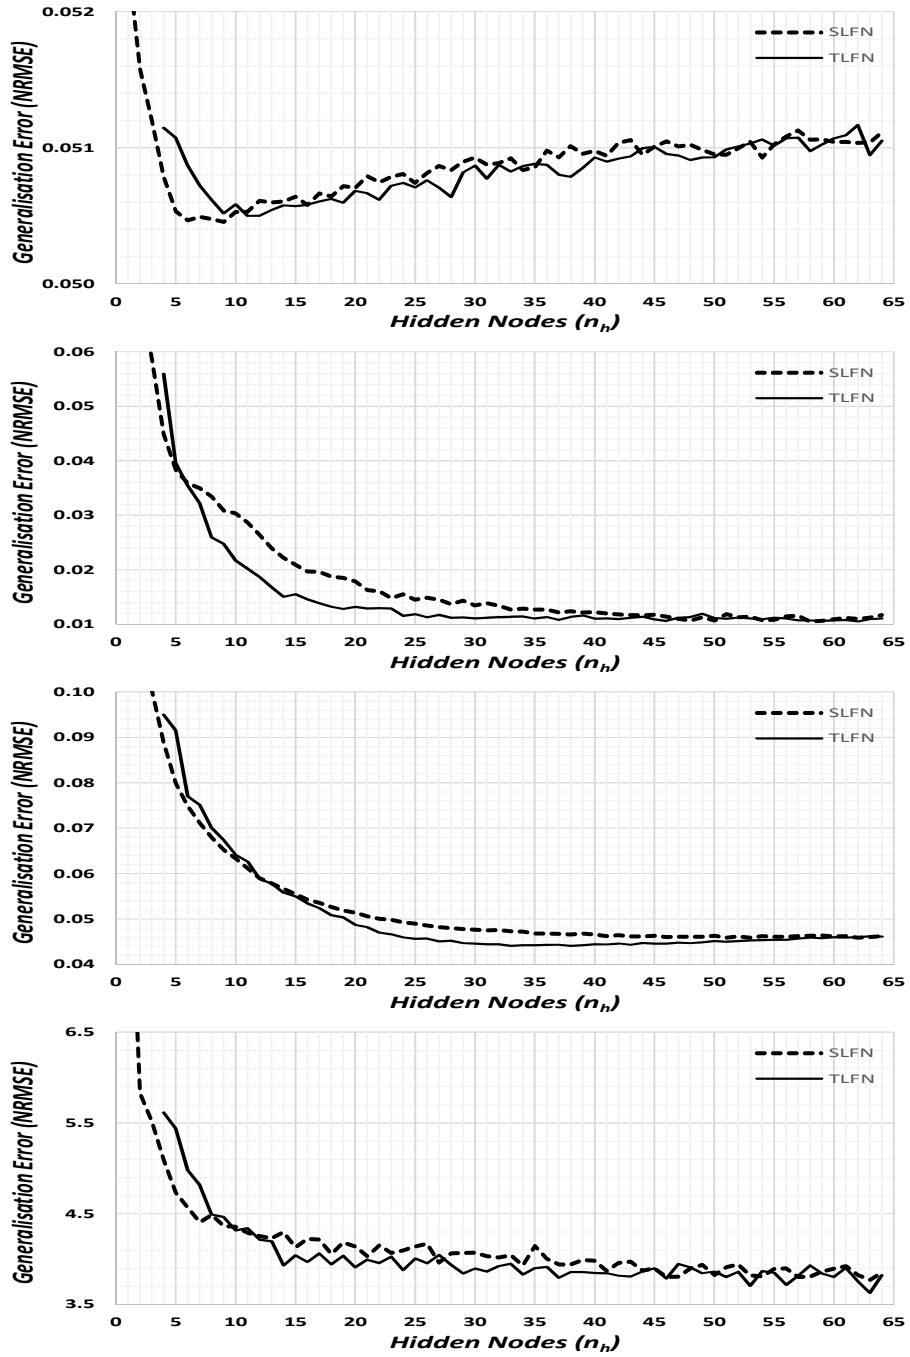 0.052
SLFN
TLFN
0.051
0.050
Generalisation Error (NRMSE)
0 5 10 15 20 25 30 35 40 45 50 55 60 65
Hidden Nodes (nh)
0.06
SLFN
TLFN
0.05
0.04
0.03
0.02
0.01
Generalisation Error (NRMSE)
0 5 10 15 20 25 30 35 40 45 50 55 60 65
Hidden Nodes (nh)
0.10
SLFN
TLFN
0.09
0.08
0.07
0.06
0.05
0.04
Generalisation Error (NRMSE)
0 5 10 15 20 25 30 35 40 45 50 55 60 65
Hidden Nodes (nh)
6.5
SLFN
TLFN
5.5
4.5
3.5
Generalisation Error (NRMSE)
0 5 10 15 20 25 30 35 40 45 50 55 60 65
Hidden Nodes (nh)